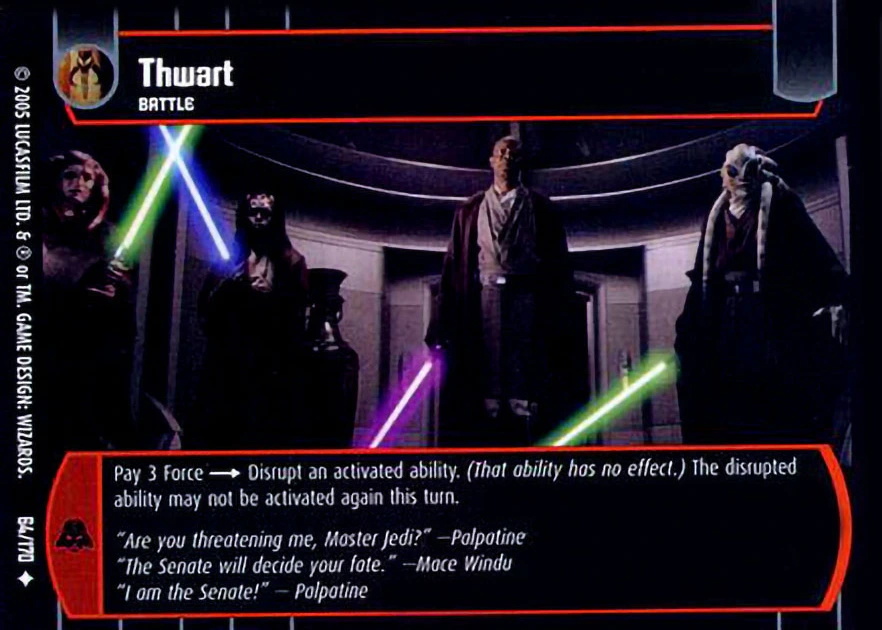 Thwart
BATTLE
Pay 3 Force → Disrupt an activated ability. (That ability has no effect.) The disrupted
ability may not be activated again this turn.
"Are you threatening me, Master Jedi?" —Palpatine
"The Senate will decide your fate." —Mace Windu
"I am the Senate!" — Palpatine
© 2005 LUCASFILM LTD. & ® or TM. GAME DESIGN: WIZARDS. 64/170